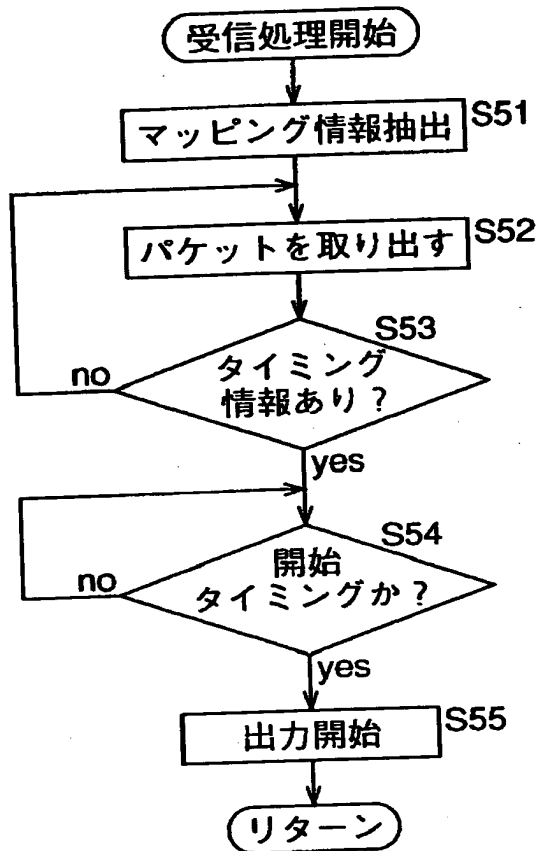 受信処理開始
マッピング情報抽出
S51
パケットを取り出す
S52
S53
タイミング
情報あり?
no
yes
S54
開始
タイミングか?
no
yes
出力開始
S55
リターン